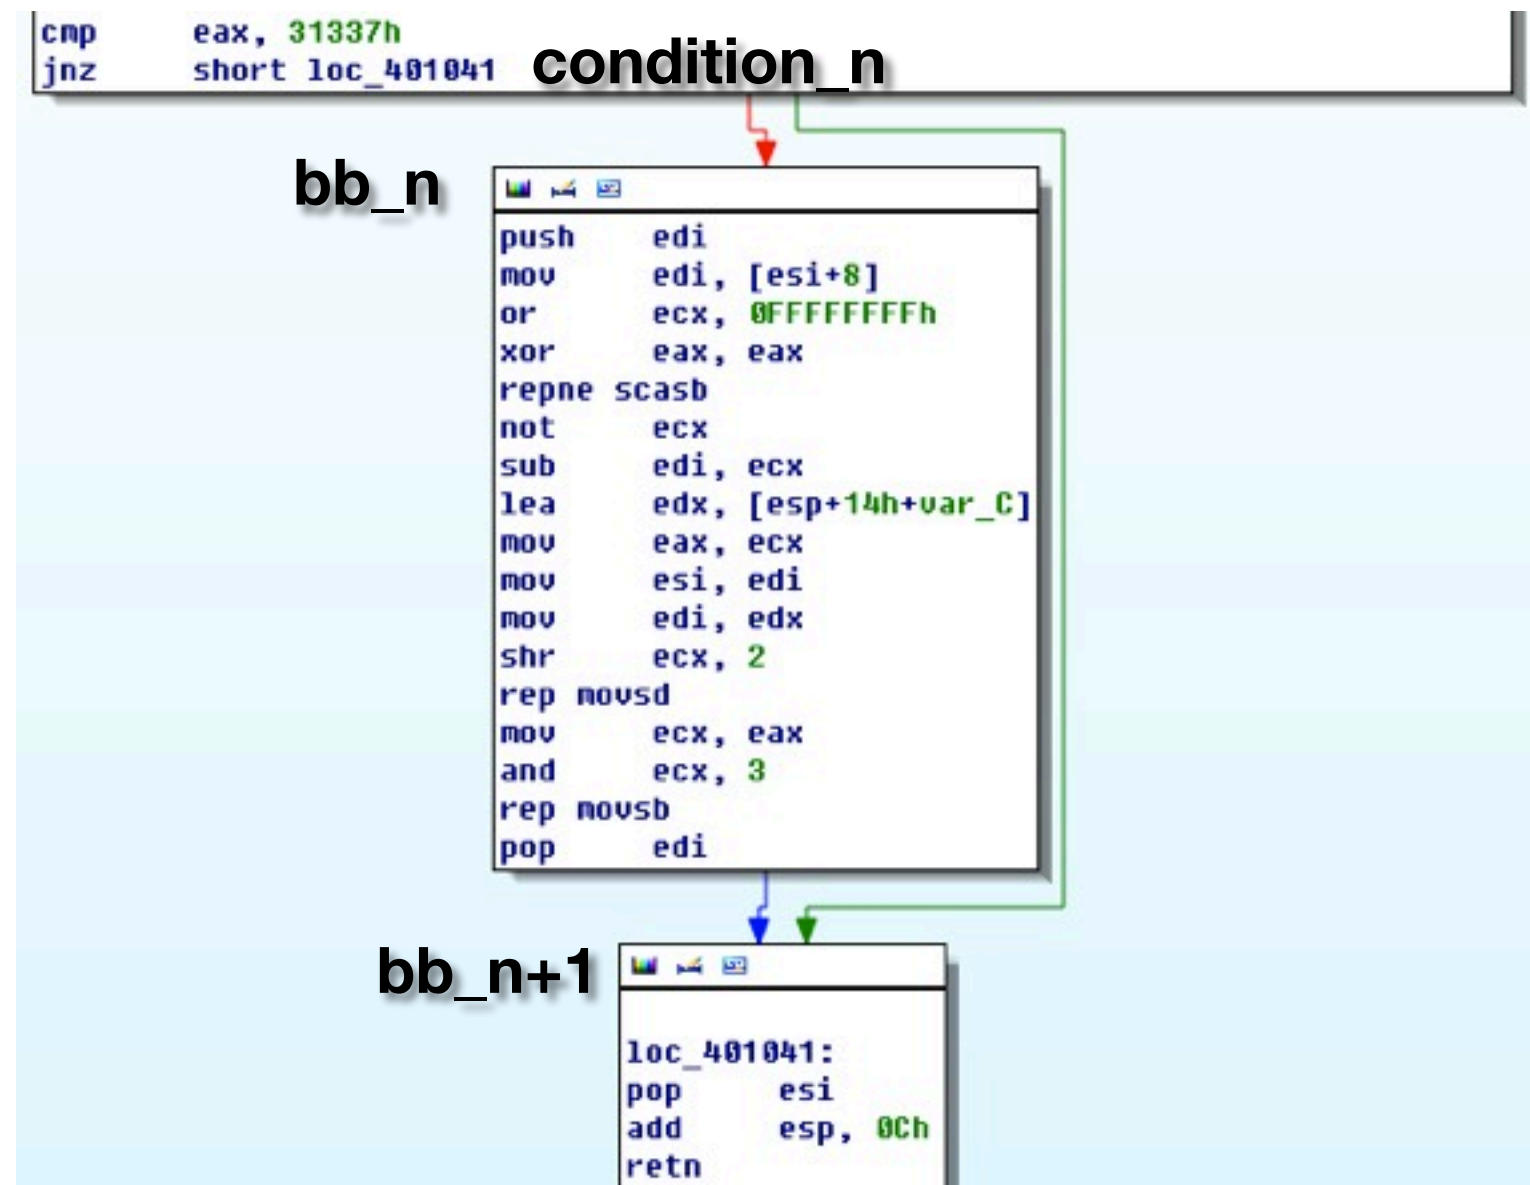 cmp eax, 31337h
jnz short loc_401041
condition_n
bb_n
push edi
mov edi, [esi+8]
or ecx, 0FFFFFFFFh
xor eax, eax
repne scasb
not ecx
sub edi, ecx
lea edx, [esp+14h+var_C]
mov eax, ecx
mov esi, edi
mov edi, edx
shr ecx, 2
rep movsd
mov ecx, eax
and ecx, 3
rep movsb
pop edi
bb_n+1
loc_401041:
pop esi
add esp, 0Ch
retn